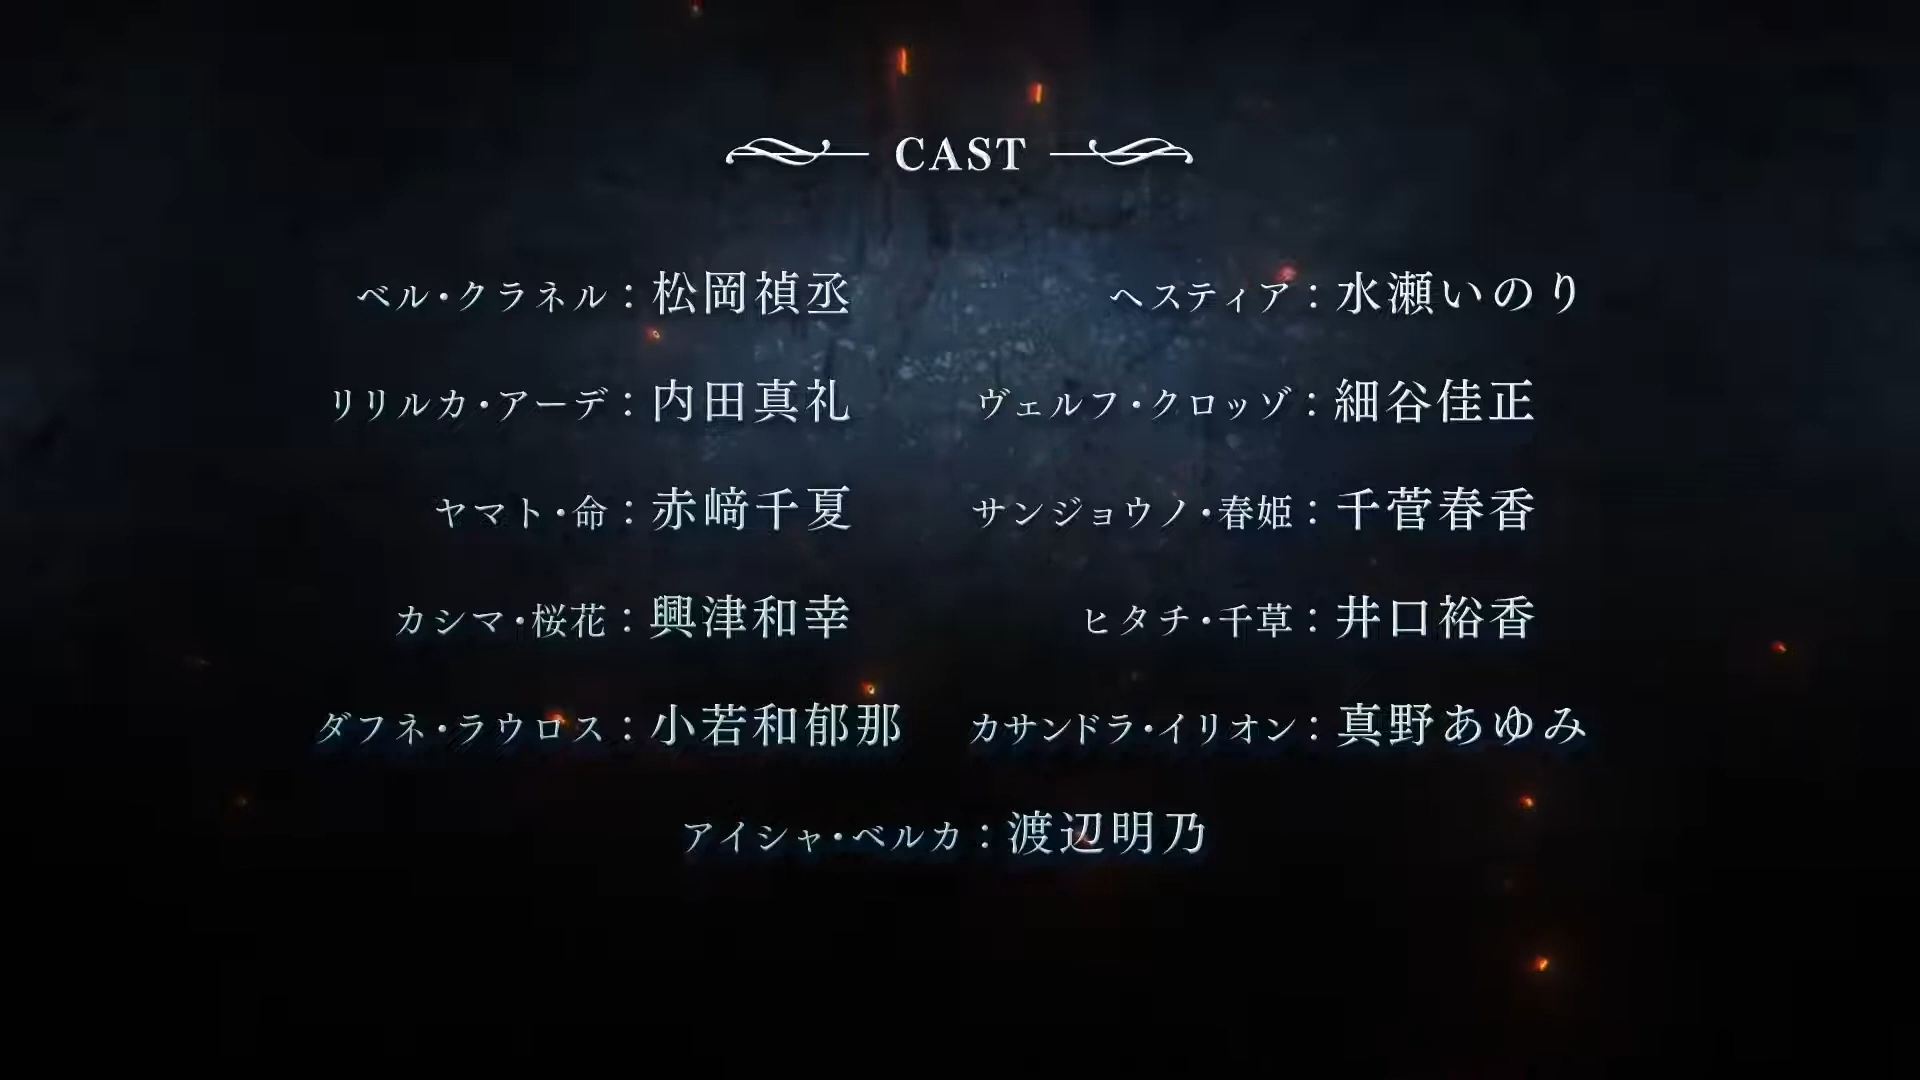 CAST
ベル・クラネル：松岡禎丞　ヘスティア：水瀬いのり
リリルカ・アーデ：内田真礼　ヴェルフ・クロッゾ：細谷佳正
ヤマト・命：赤﨑千夏　サンジョウノ・春姫：千菅春香
カシマ・桜花：興津和幸　ヒタチ・千草：井口裕香
ダフネ・ラウロス：小若和郁那　カサンドラ・イリオン：真野あゆみ
アイシャ・ベルカ：渡辺明乃